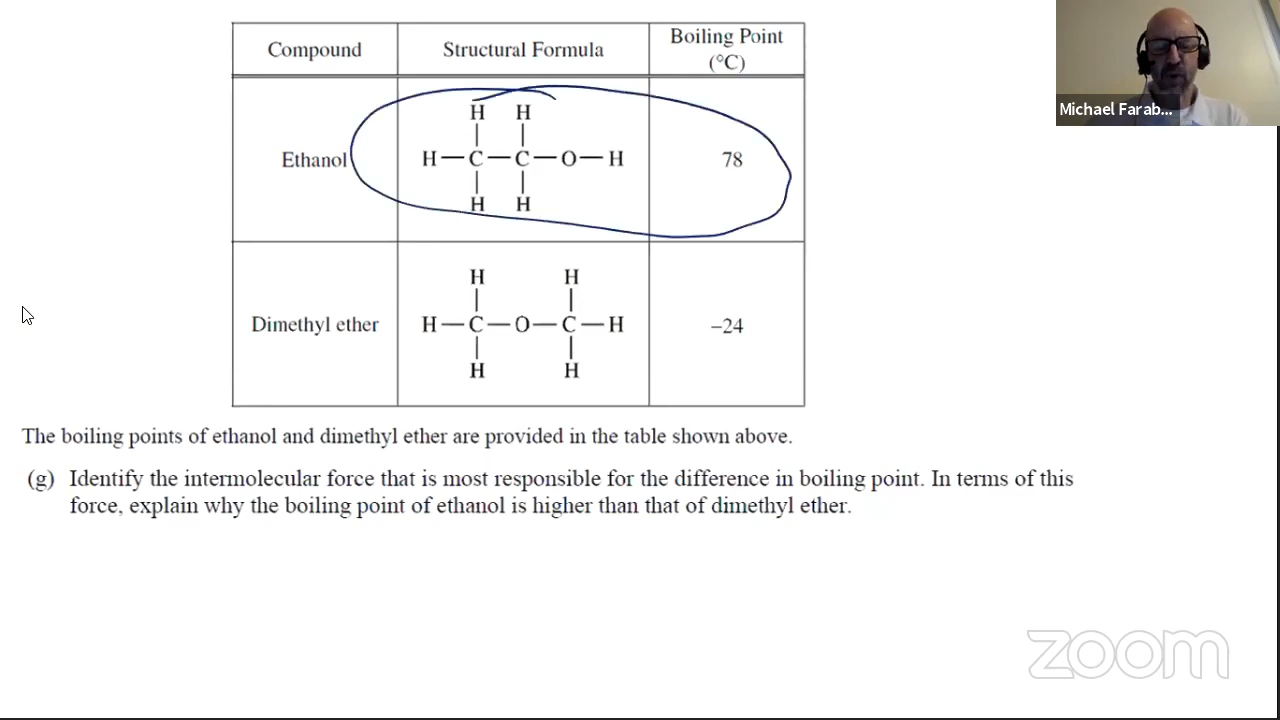 Compound Structural Formula Boiling Point (°C)
H H
Ethanol H—C—C—O—H 78
H H
H H
Dimethyl ether H—C—O—C—H −24
H H
The boiling points of ethanol and dimethyl ether are provided in the table shown above.
(g) Identify the intermolecular force that is most responsible for the difference in boiling point. In terms of this
force, explain why the boiling point of ethanol is higher than that of dimethyl ether.
Michael Farab...
zoom